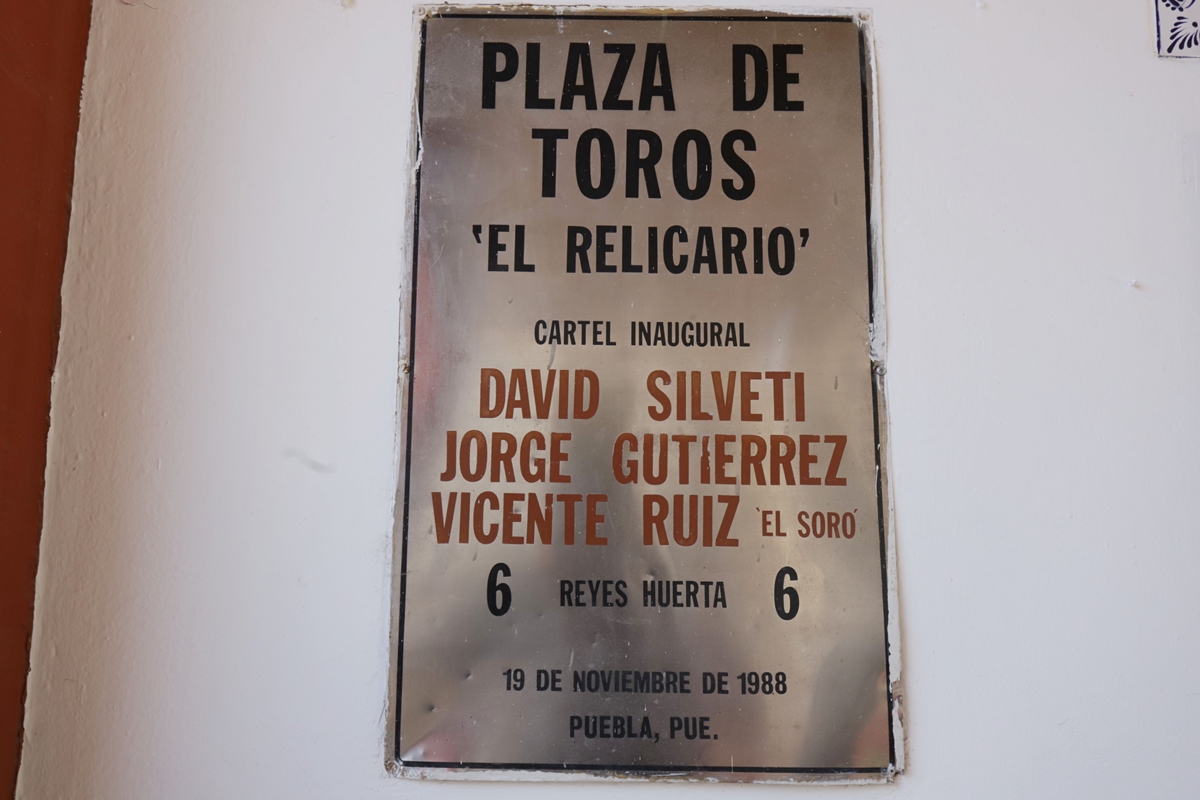 PLAZA DE
TOROS
'EL RELICARIO'
CARTEL INAUGURAL
DAVID SILVETI
JORGE GUTIERREZ
VICENTE RUIZ 'EL SORO'
6 REYES HUERTA 6
19 DE NOVIEMBRE DE 1988
PUEBLA, PUE.